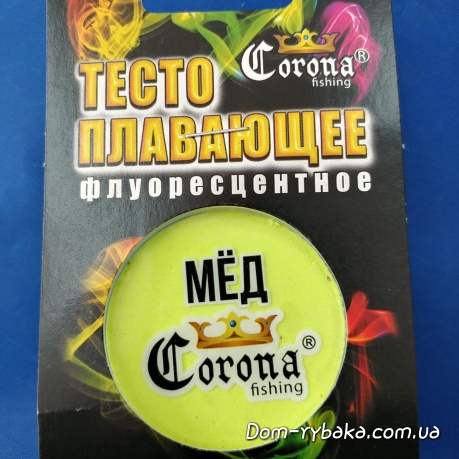 Corona®
fishing
ТЕСТО
ПЛАВАЮЩЕЕ
флуоресцентное
МЁД
Corona®
fishing
Dom-rybaka.com.ua